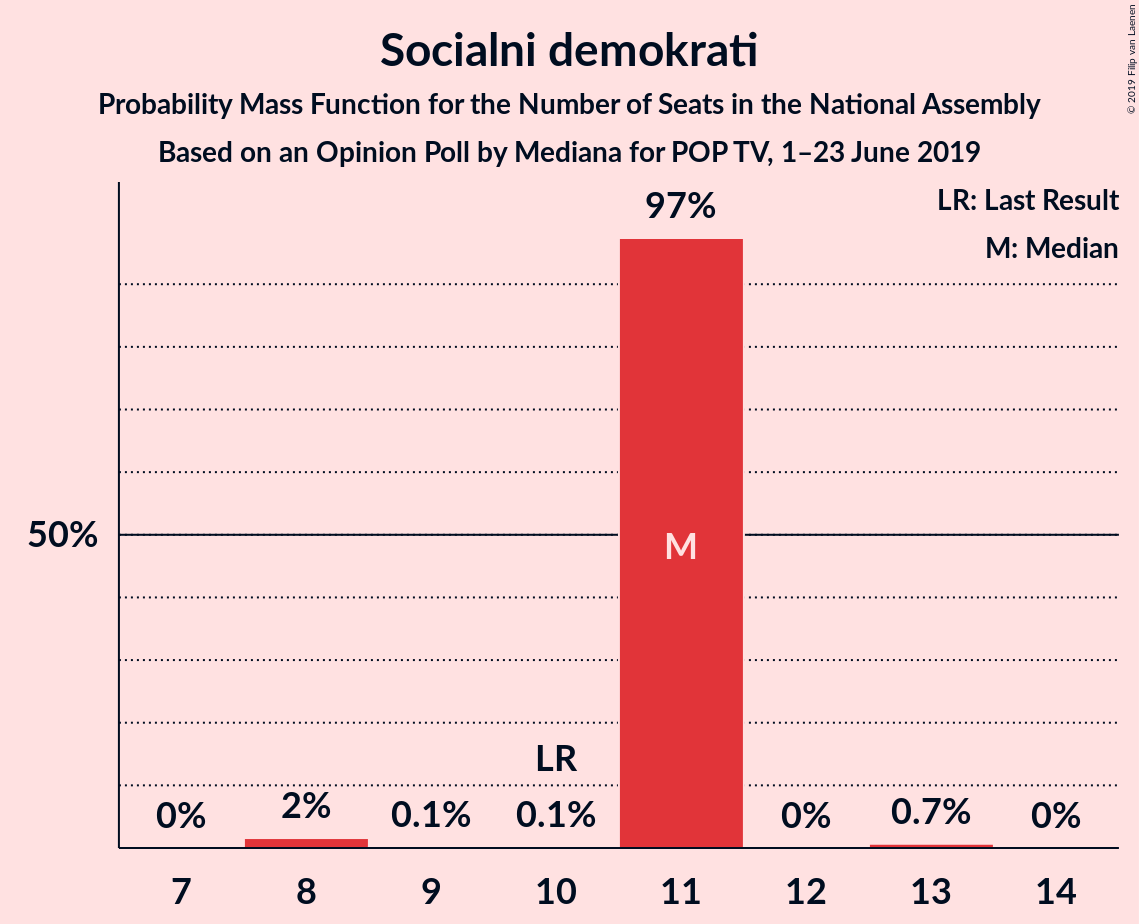 Socialni demokrati
Probability Mass Function for the Number of Seats in the National Assembly
Based on an Opinion Poll by Mediana for POP TV, 1–23 June 2019
© 2019 Filip van Laenen
LR: Last Result
M: Median
97%
50%
M
LR
0%
2%
0.1%
0.1%
0%
0.7%
0%
7 8 9 10 11 12 13 14